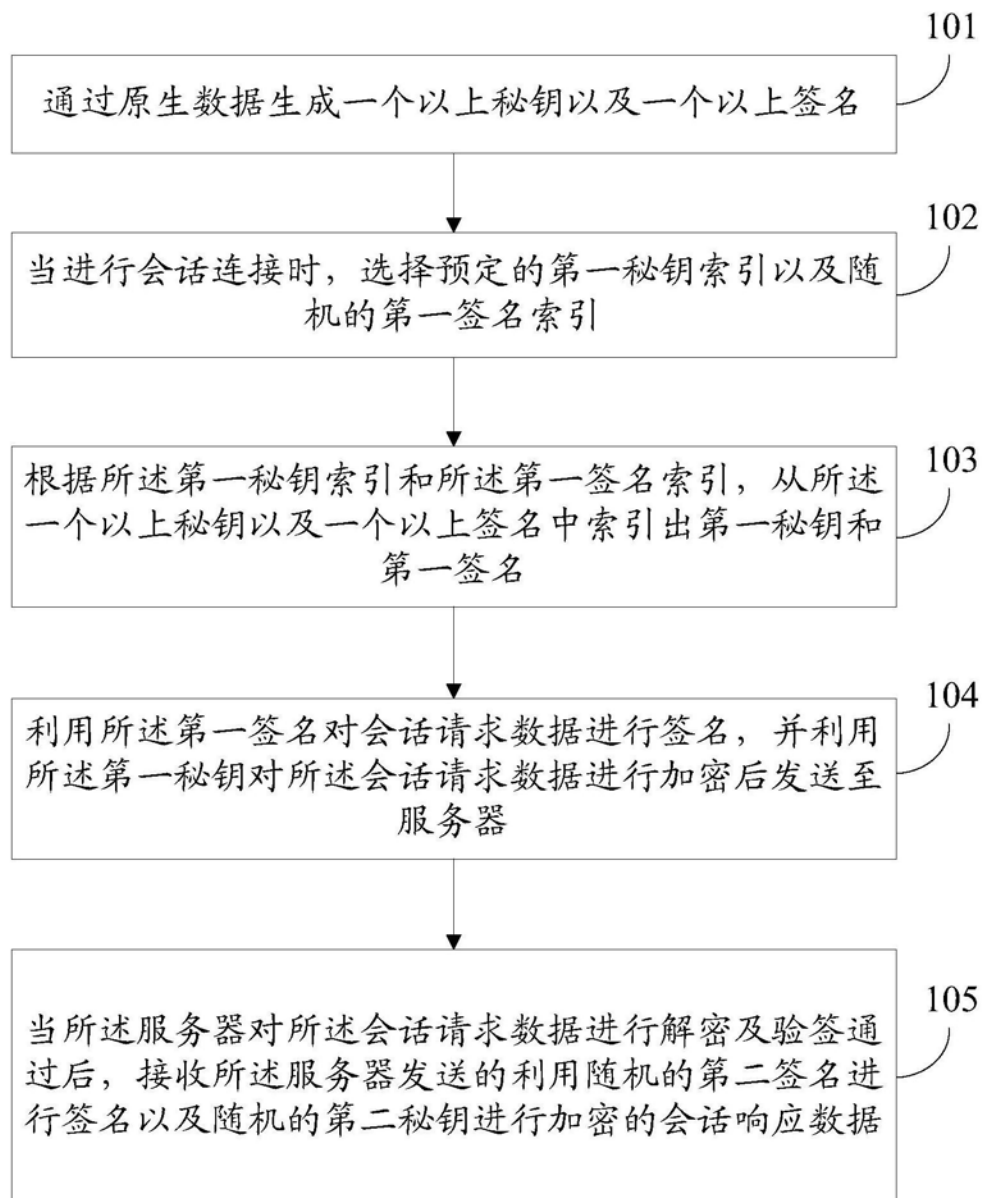 101
通过原生数据生成一个以上秘钥以及一个以上签名
102
当进行会话连接时，选择预定的第一秘钥索引以及随
机的第一签名索引
103
根据所述第一秘钥索引和所述第一签名索引，从所述
一个以上秘钥以及一个以上签名中索引出第一秘钥和
第一签名
104
利用所述第一签名对会话请求数据进行签名，并利用
所述第一秘钥对所述会话请求数据进行加密后发送至
服务器
105
当所述服务器对所述会话请求数据进行解密及验签通
过后，接收所述服务器发送的利用随机的第二签名进
行签名以及随机的第二秘钥进行加密的会话响应数据